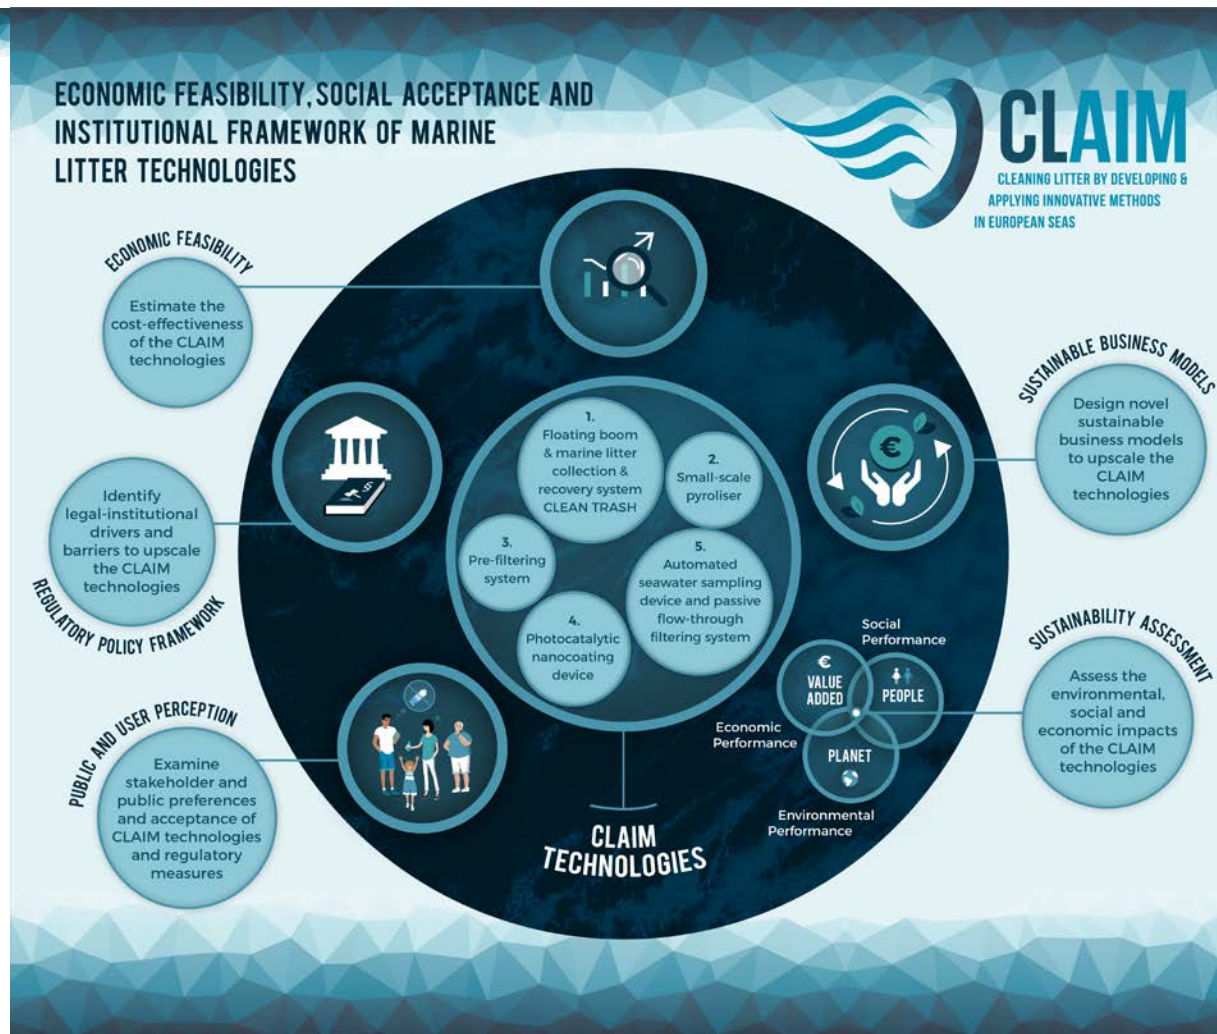 ECONOMIC FEASIBILITY, SOCIAL ACCEPTANCE AND
INSTITUTIONAL FRAMEWORK OF MARINE
LITTER TECHNOLOGIES
CLAIM
CLEANING LITTER BY DEVELOPING &
APPLYING INNOVATIVE METHODS
IN EUROPEAN SEAS
ECONOMIC FEASIBILITY
Estimate the
cost-effectiveness
of the CLAIM
technologies
Identify
legal-institutional
drivers and
barriers to upscale
the CLAIM
technologies
REGULATORY POLICY FRAMEWORK
PUBLIC AND USER PERCEPTION
Examine
stakeholder and
public preferences
and acceptance of
CLAIM technologies
and regulatory
measures
1.
Floating boom
& marine litter
collection &
recovery system
CLEAN TRASH
2.
Small-scale
pyroliser
3.
Pre-filtering
system
4.
Photocatalytic
nanocoating
device
5.
Automated
seawater sampling
device and passive
flow-through
filtering system
CLAIM
TECHNOLOGIES
€
SUSTAINABLE BUSINESS MODELS
Design novel
sustainable
business models
to upscale the
CLAIM
technologies
Social
Performance
€
VALUE
ADDED
PEOPLE
Economic
Performance
PLANET
Environmental
Performance
SUSTAINABILITY ASSESSMENT
Assess the
environmental,
social and
economic impacts
of the CLAIM
technologies